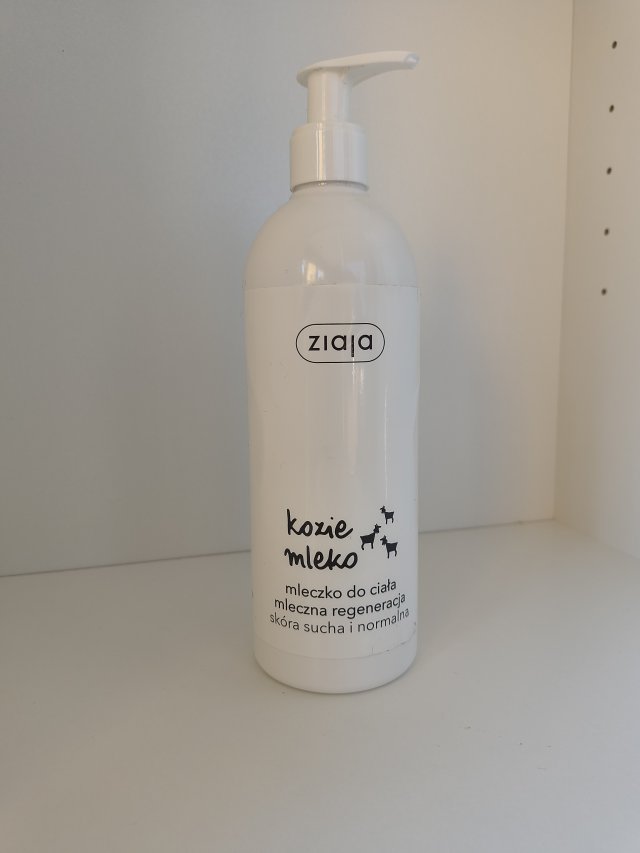 ziaja
kozie
mleko
mleczko do ciała
mleczna regeneracja
skóra sucha i normalna